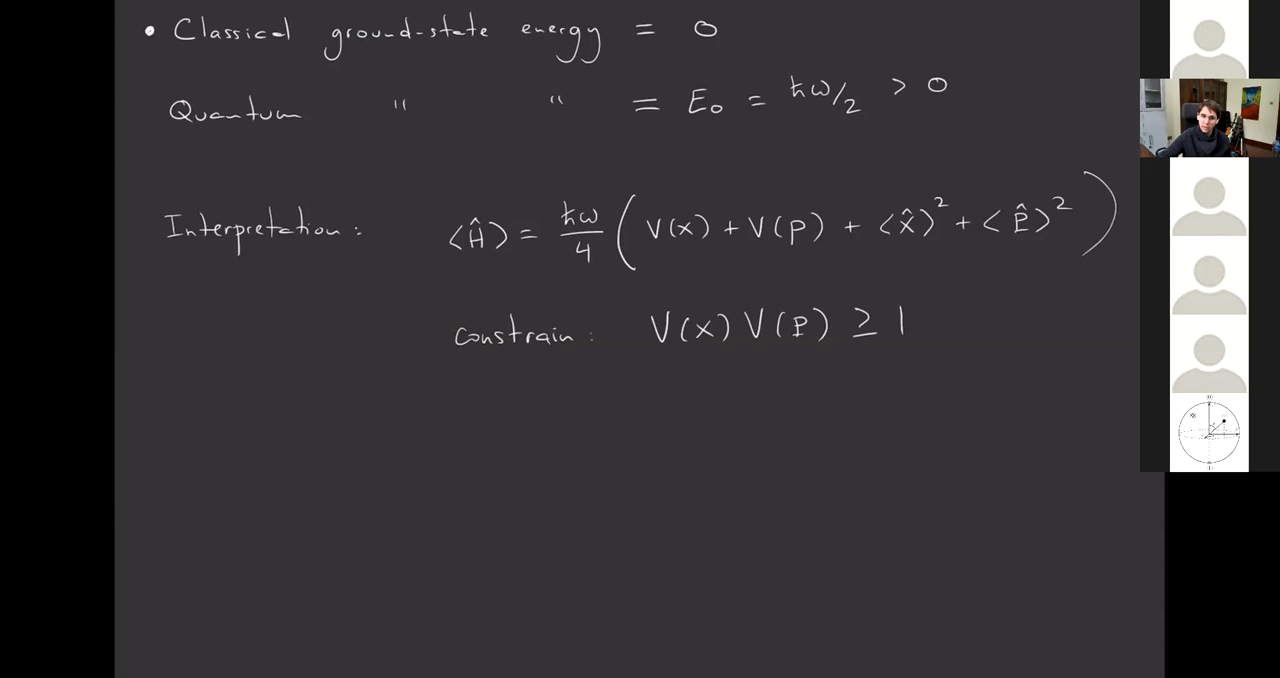 • Classical ground-state energy = 0
Quantum " " = E₀ = ħω/2 > 0
Interpretation: ⟨Ĥ⟩ = ħω/4 ( V(x) + V(p) + ⟨x̂⟩² + ⟨p̂⟩² )
constrain: V(x) V(p) ≥ 1